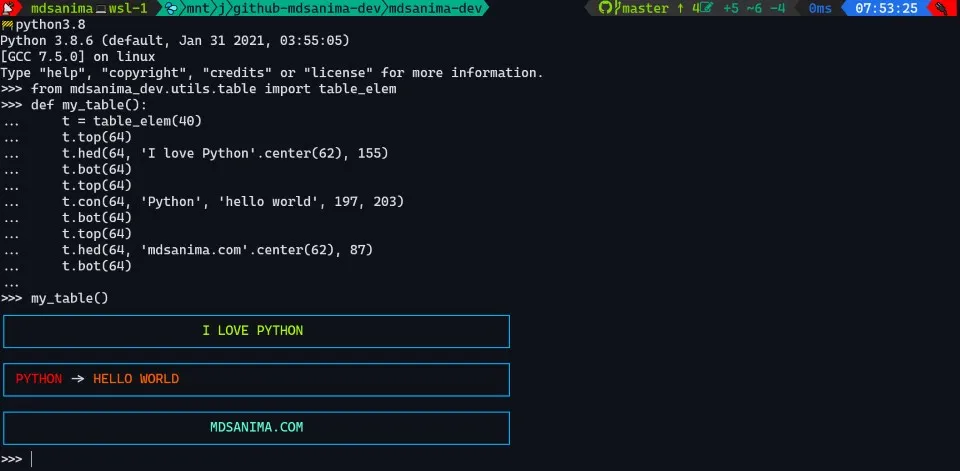 mdsanima wsl-1 mnt j github-mdsanima-dev mdsanima-dev master ↑ 4 +5 ~6 -4 0ms 07:53:25
python3.8
Python 3.8.6 (default, Jan 31 2021, 03:55:05)
[GCC 7.5.0] on linux
Type "help", "copyright", "credits" or "license" for more information.
>>> from mdsanima_dev.utils.table import table_elem
>>> def my_table():
...     t = table_elem(40)
...     t.top(64)
...     t.hed(64, 'I love Python'.center(62), 155)
...     t.bot(64)
...     t.top(64)
...     t.con(64, 'Python', 'hello world', 197, 203)
...     t.bot(64)
...     t.top(64)
...     t.hed(64, 'mdsanima.com'.center(62), 87)
...     t.bot(64)
...
>>> my_table()
I LOVE PYTHON
PYTHON → HELLO WORLD
MDSANIMA.COM
>>>